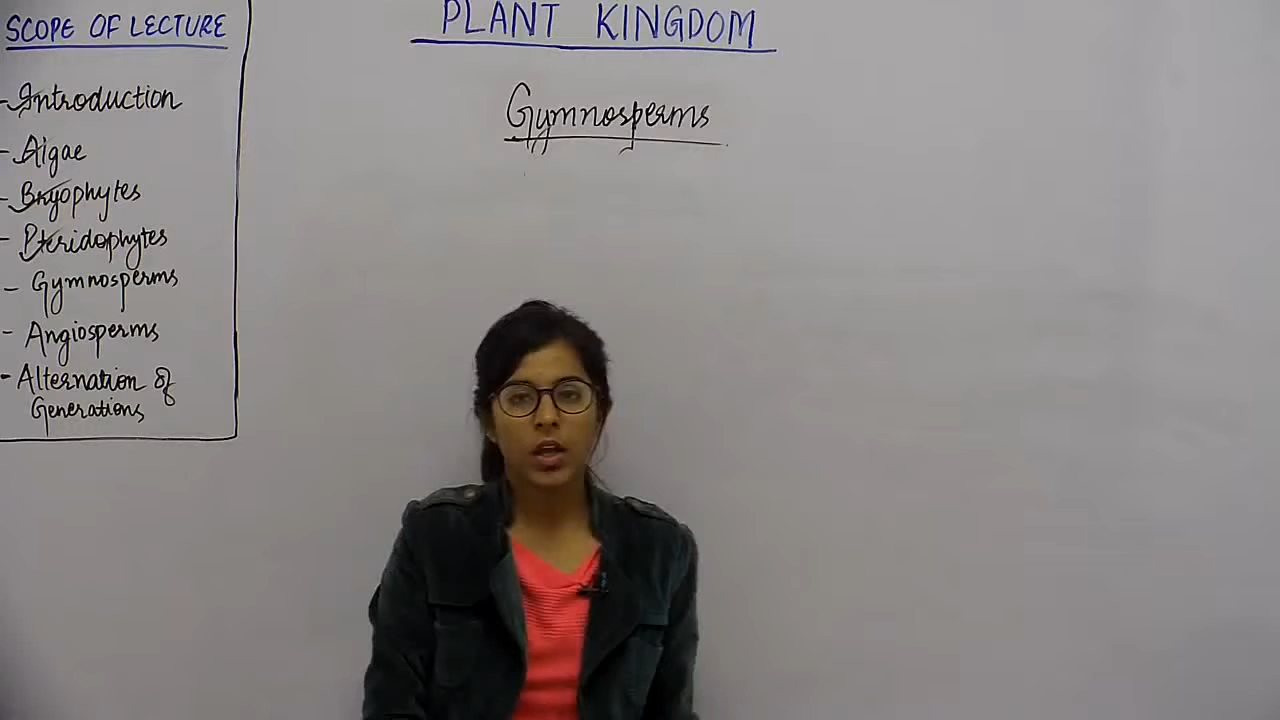 SCOPE OF LECTURE
- Introduction
- Algae
- Bryophytes
- Pteridophytes
- Gymnosperms
- Angiosperms
- Alternation of
Generations
PLANT KINGDOM
Gymnosperms